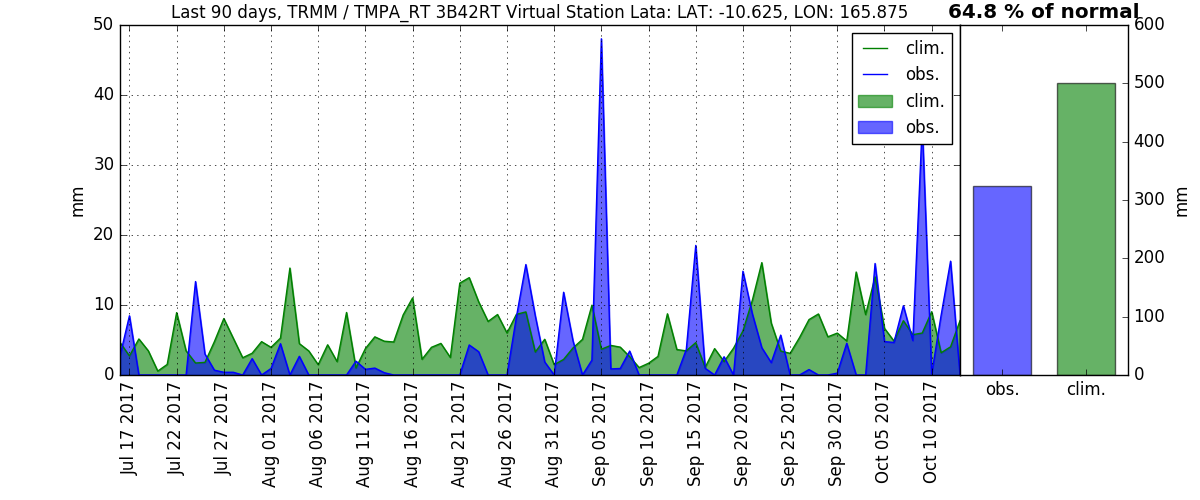 Last 90 days, TRMM / TMPA_RT 3B42RT Virtual Station Lata: LAT: -10.625, LON: 165.875
64.8 % of normal
50
40
30
20
10
0
mm
clim.
obs.
clim.
obs.
600
500
400
300
200
100
0
mm
Jul 17 2017
Jul 22 2017
Jul 27 2017
Aug 01 2017
Aug 06 2017
Aug 11 2017
Aug 16 2017
Aug 21 2017
Aug 26 2017
Aug 31 2017
Sep 05 2017
Sep 10 2017
Sep 15 2017
Sep 20 2017
Sep 25 2017
Sep 30 2017
Oct 05 2017
Oct 10 2017
obs.
clim.